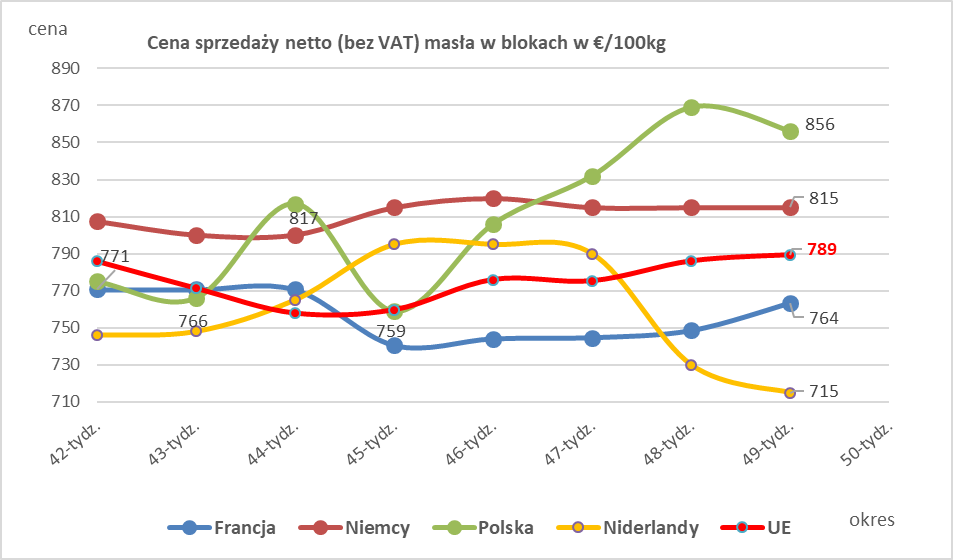 cena
Cena sprzedaży netto (bez VAT) masła w blokach w €/100kg
890
870
850
830
810
790
770
750
730
710
771
766
817
759
856
815
789
764
715
42-tydz.
43-tydz.
44-tydz.
45-tydz.
46-tydz.
47-tydz.
48-tydz.
49-tydz.
50-tydz.
Francja Niemcy Polska Niderlandy UE
okres